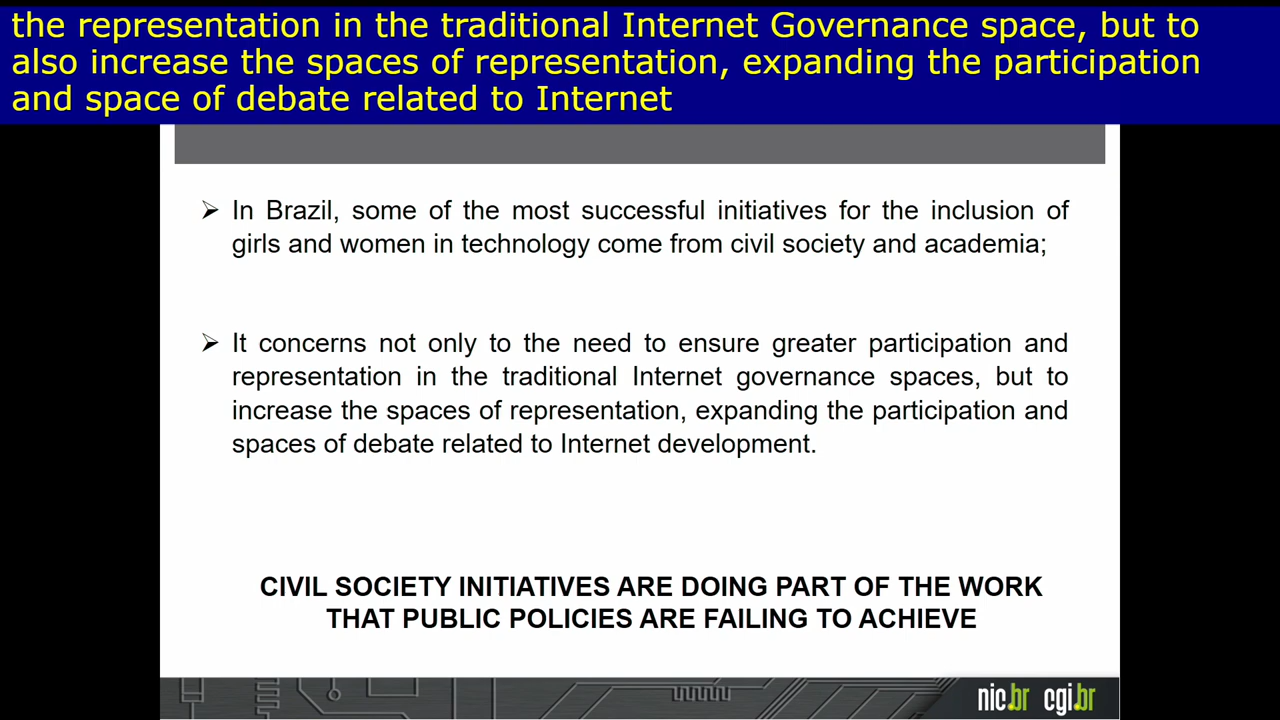 the representation in the traditional Internet Governance space, but to
also increase the spaces of representation, expanding the participation
and space of debate related to Internet
➢ In Brazil, some of the most successful initiatives for the inclusion of
girls and women in technology come from civil society and academia;
➢ It concerns not only to the need to ensure greater participation and
representation in the traditional Internet governance spaces, but to
increase the spaces of representation, expanding the participation and
spaces of debate related to Internet development.
CIVIL SOCIETY INITIATIVES ARE DOING PART OF THE WORK
THAT PUBLIC POLICIES ARE FAILING TO ACHIEVE
nic.br cgi.br